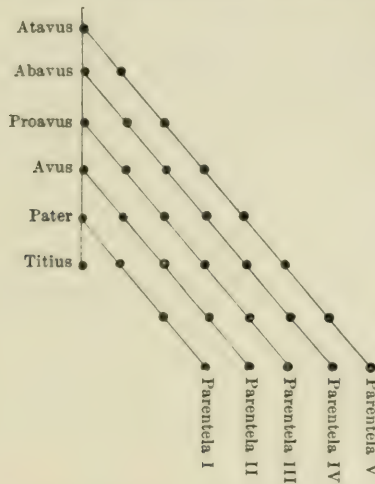 Atavus
Abavus
Proavus
Avus
Pater
Titius
Parentela I
Parentela II
Parentela III
Parentela IV
Parentela V